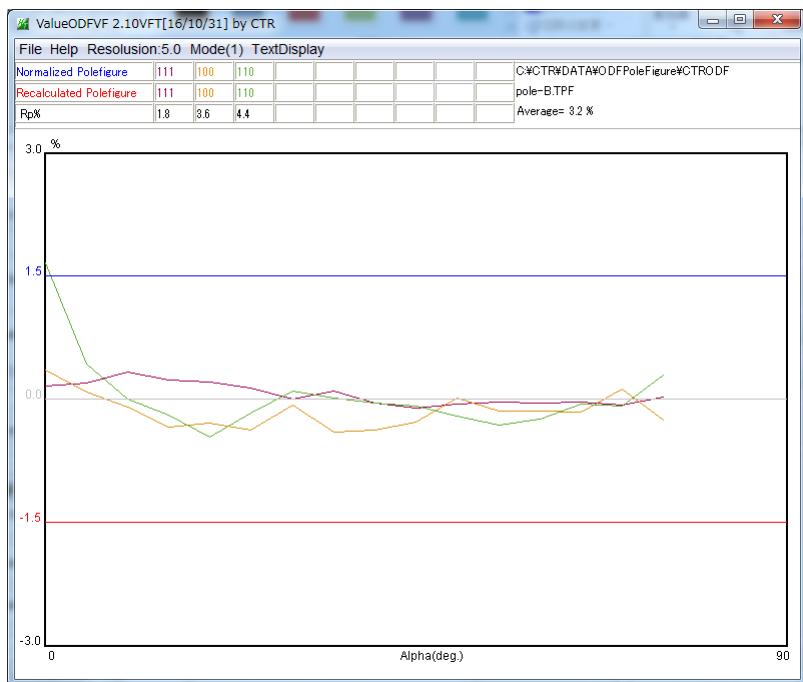 ValueODFVF 2.10VFT[16/10/31] by CTR
File Help Resolusion:5.0 Mode(1) TextDisplay
Normalized Polefigure 111 100 110 C:¥CTR¥DATA¥ODFPoleFigure¥CTRODF
Recalculated Polefigure 111 100 110 pole-B.TPF
Rp% 1.8 3.6 4.4 Average= 3.2 %
3.0 %
1.5
0.0
-1.5
-3.0
0 Alpha(deg.) 90